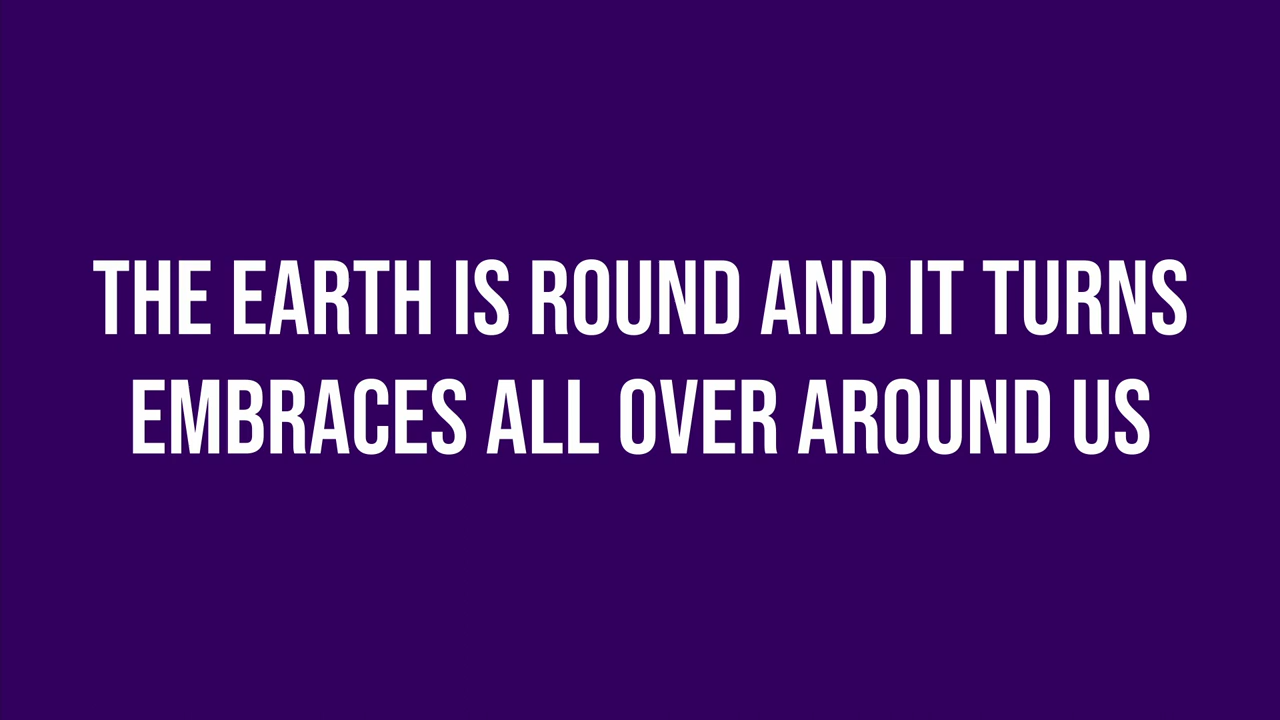 THE EARTH IS ROUND AND IT TURNS
EMBRACES ALL OVER AROUND US